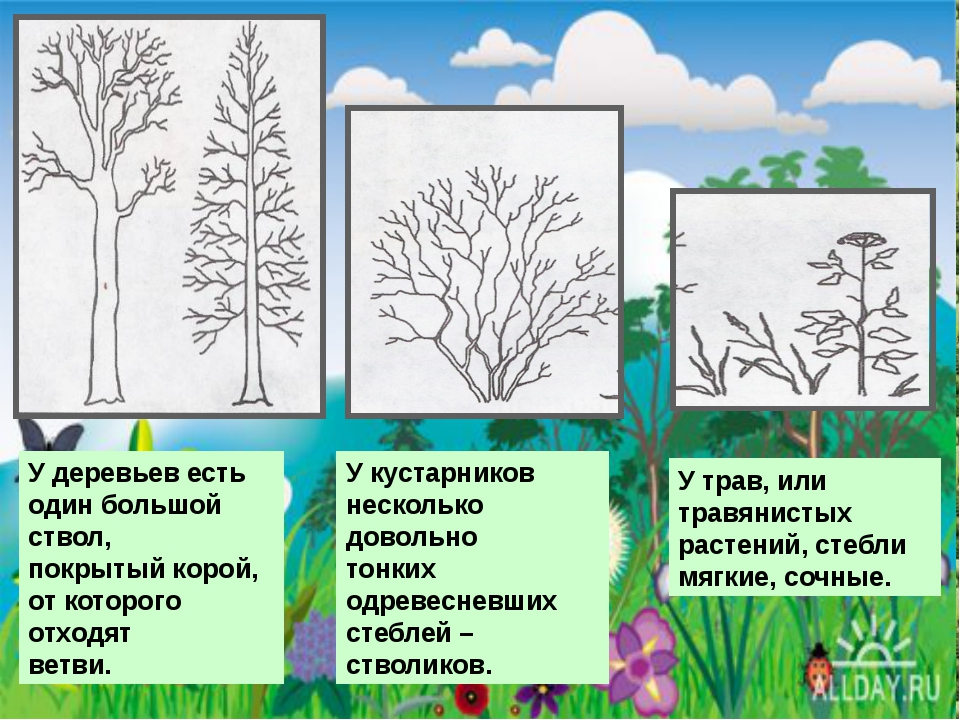 У деревьев есть
один большой
ствол,
покрытый корой,
от которого
отходят
ветви.
У кустарников
несколько
довольно
тонких
одревесневших
стеблей –
стволиков.
У трав, или
травянистых
растений, стебли
мягкие, сочные.
ALLDAY.RU